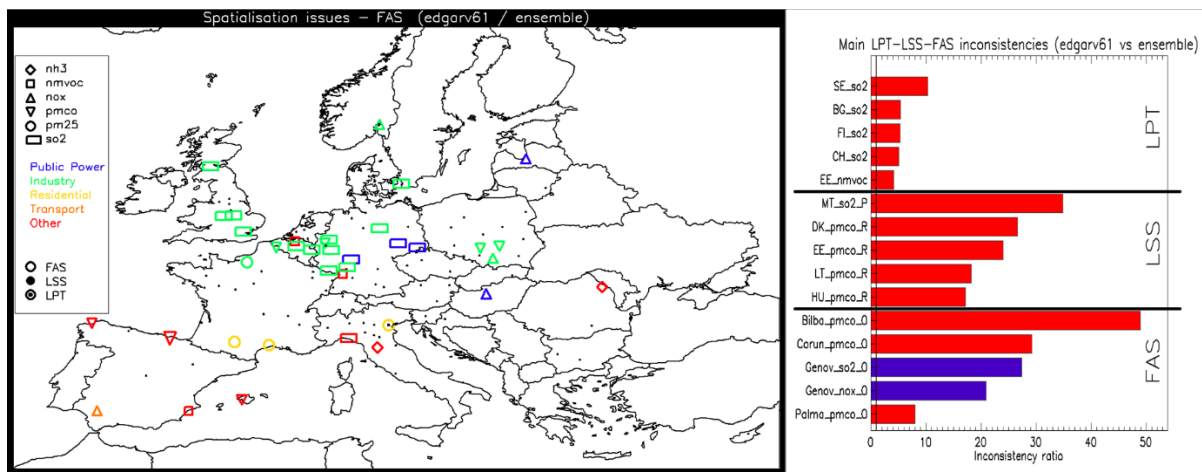 Spatialisation issues - FAS (edgarv61 / ensemble)
nh3
nmvoc
nox
pmco
pm25
so2
Public Power
Industry
Residential
Transport
Other
FAS
LSS
LPT
Main LPT-LSS-FAS inconsistencies (edgarv61 vs ensemble)
SE_so2
BG_so2
FI_so2
CH_so2
EE_nmvoc
LPT
MT_so2_P
DK_pmco_R
EE_pmco_R
LT_pmco_R
HU_pmco_R
LSS
Bilba_pmco_O
Corun_pmco_O
Genov_so2_O
Genov_nox_O
Palma_pmco_O
FAS
0 10 20 30 40 50
Inconsistency ratio